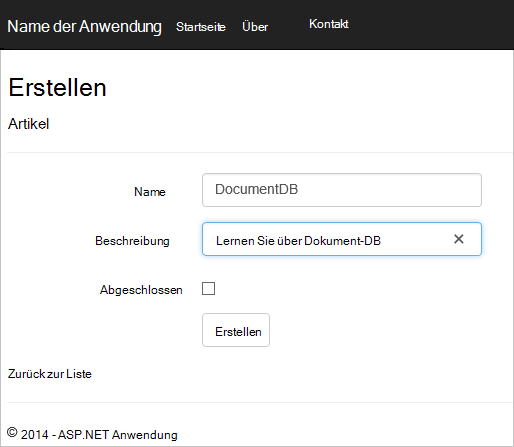 Name der Anwendung Startseite Über Kontakt
Erstellen
Artikel
Name DocumentDB
Beschreibung Lernen Sie über Dokument-DB ×
Abgeschlossen
Erstellen
Zurück zur Liste
© 2014 - ASP.NET Anwendung